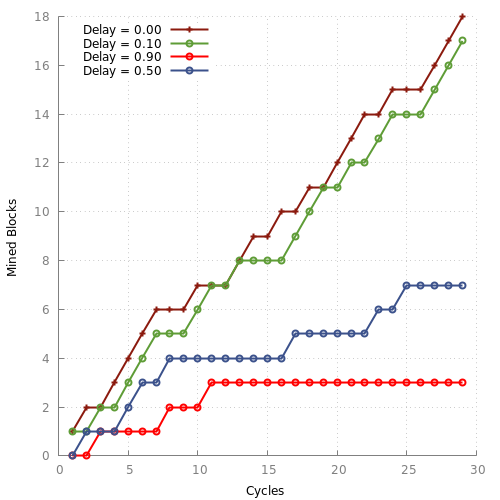 18
16
14
12
10
8
6
4
2
0
Mined Blocks
Delay = 0.00
Delay = 0.10
Delay = 0.90
Delay = 0.50
0 5 10 15 20 25 30
Cycles